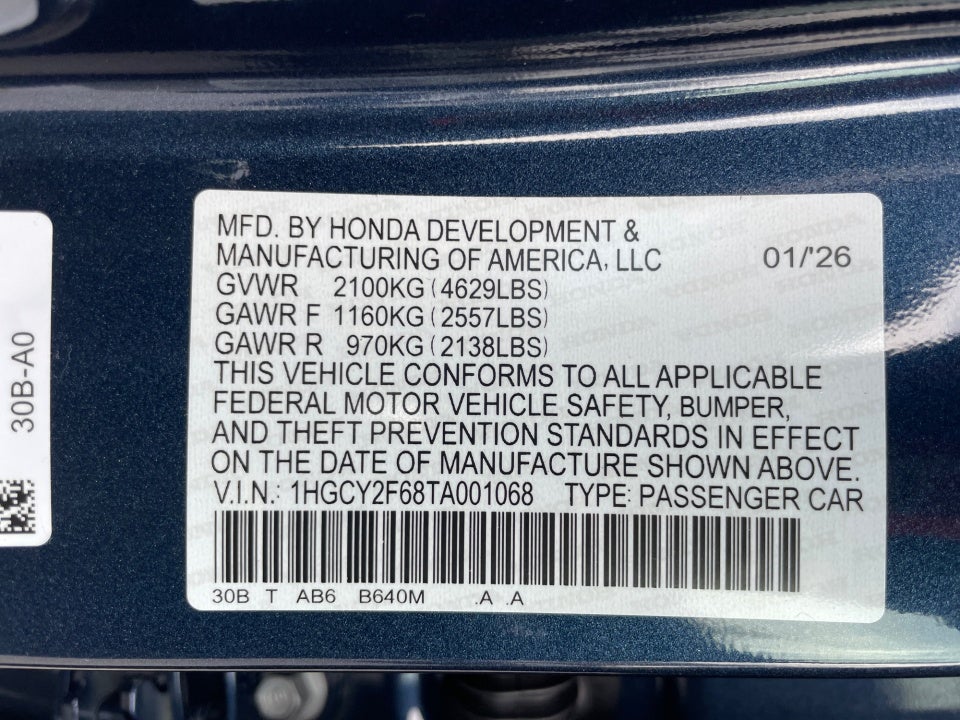 MFD. BY HONDA DEVELOPMENT &
MANUFACTURING OF AMERICA, LLC 01/'26
GVWR 2100KG (4629LBS)
GAWR F 1160KG (2557LBS)
GAWR R 970KG (2138LBS)
THIS VEHICLE CONFORMS TO ALL APPLICABLE
FEDERAL MOTOR VEHICLE SAFETY, BUMPER,
AND THEFT PREVENTION STANDARDS IN EFFECT
ON THE DATE OF MANUFACTURE SHOWN ABOVE.
V.I.N.: 1HGCY2F68TA001068 TYPE: PASSENGER CAR
30B T AB6 B640M .A .A
30B-A0